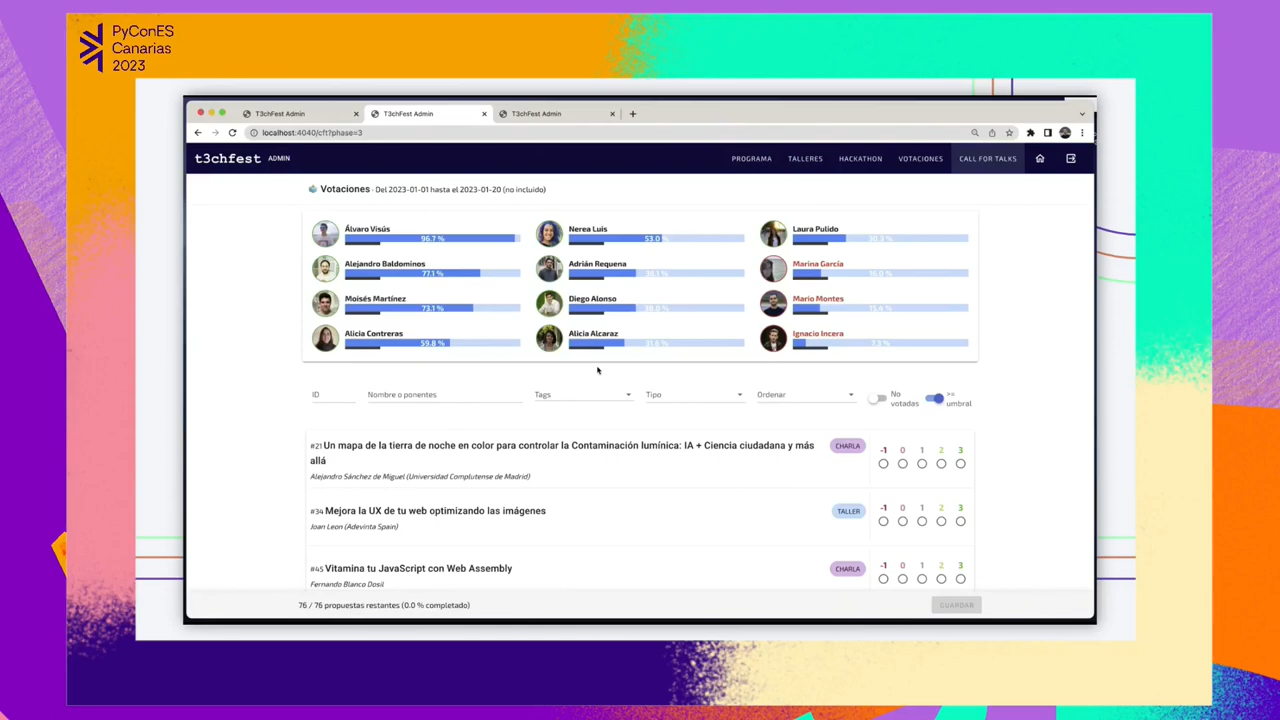 PyConES
Canarias
2023
T3chFest Admin
T3chFest Admin
T3chFest Admin
localhost:4040/cft?phase=3
t3chfest ADMIN
PROGRAMA
TALLERES
HACKATHON
VOTACIONES
CALL FOR TALKS
Votaciones · Del 2023-01-01 hasta el 2023-01-20 (no incluido)
Álvaro Visús
96.7 %
Nerea Luis
53.0
Laura Pulido
Alejandro Baldominos
77.1 %
Adrián Requena
Marina García
Moisés Martínez
73.1 %
Diego Alonso
Mario Montes
Alicia Contreras
59.8 %
Alicia Alcaraz
Ignacio Incera
ID
Nombre o ponentes
Tags
Tipo
Ordenar
No votadas
>= umbral
#21 Un mapa de la tierra de noche en color para controlar la Contaminación lumínica: IA + Ciencia ciudadana y más
allá
Alejandro Sánchez de Miguel (Universidad Complutense de Madrid)
CHARLA
-1 0 1 2 3
#34 Mejora la UX de tu web optimizando las imágenes
Joan Leon (Adevinta Spain)
TALLER
-1 0 1 2 3
#45 Vitamina tu JavaScript con Web Assembly
Fernando Blanco Dosil
CHARLA
-1 0 1 2 3
76 / 76 propuestas restantes (0.0 % completado)
GUARDAR